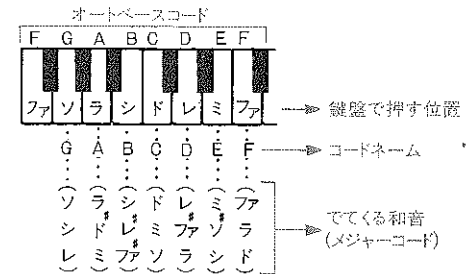 オートベースコード
F G A B C D E F
ファ ソ ラ シ ド レ ミ ファ
鍵盤で押す位置
G A B C D E F
コードネーム
(ソシレ) (ラド#ミ) (シレ#ファ#) (ドミソ) (レファ#ラ) (ミソ#シ) (ファラド)
でてくる和音
(メジャーコード)